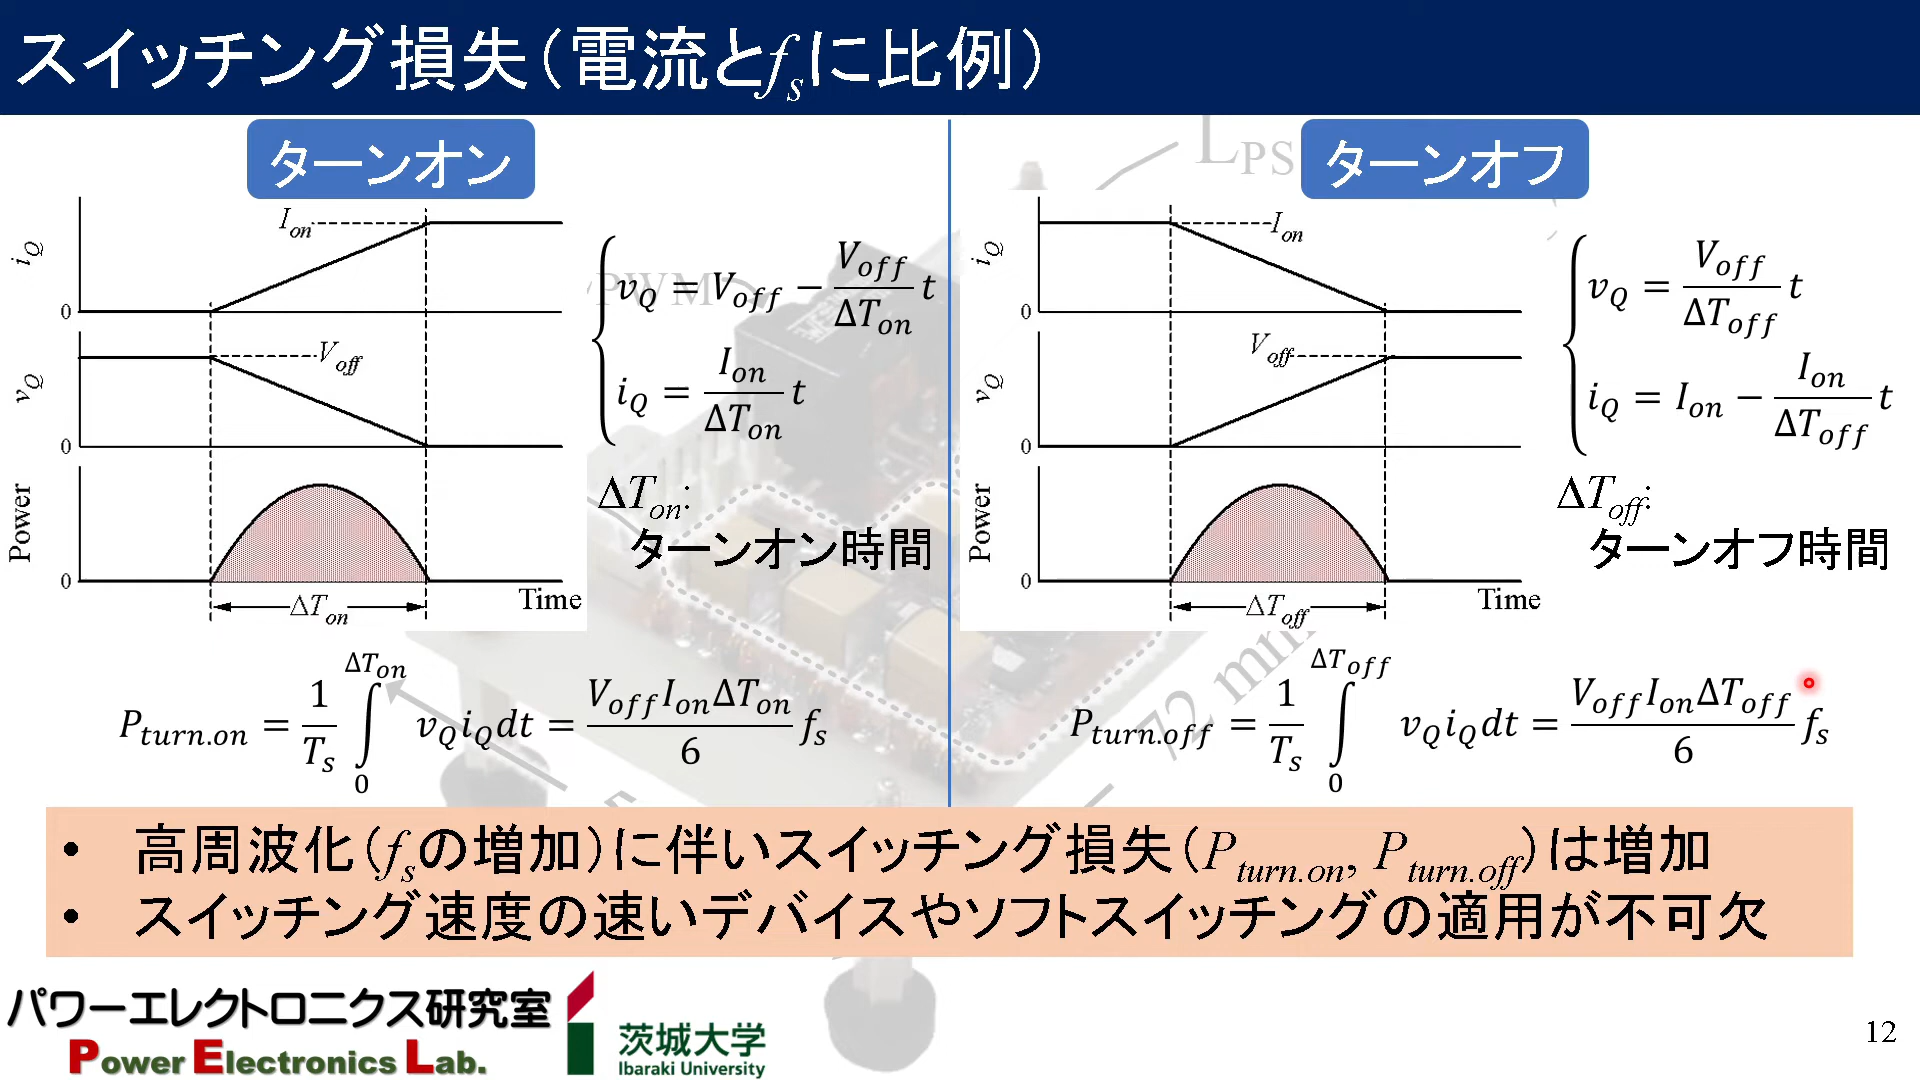 スイッチング損失（電流とfsに比例）
ターンオン
iQ
Ion
0
vQ
Voff
0
Power
0
ΔTon
Time
vQ = Voff − Voff/ΔTon t
iQ = Ion/ΔTon t
ΔTon:
ターンオン時間
Pturn.on = 1/Ts ∫0^ΔTon vQ iQ dt = Voff Ion ΔTon/6 fs
LPS
PWM
72 mm
ターンオフ
iQ
Ion
0
vQ
Voff
0
Power
0
ΔToff
Time
vQ = Voff/ΔToff t
iQ = Ion − Ion/ΔToff t
ΔToff:
ターンオフ時間
Pturn.off = 1/Ts ∫0^ΔToff vQ iQ dt = Voff Ion ΔToff/6 fs
• 高周波化（fsの増加）に伴いスイッチング損失（Pturn.on, Pturn.off）は増加
• スイッチング速度の速いデバイスやソフトスイッチングの適用が不可欠
パワーエレクトロニクス研究室
Power Electronics Lab.
茨城大学
Ibaraki University
12